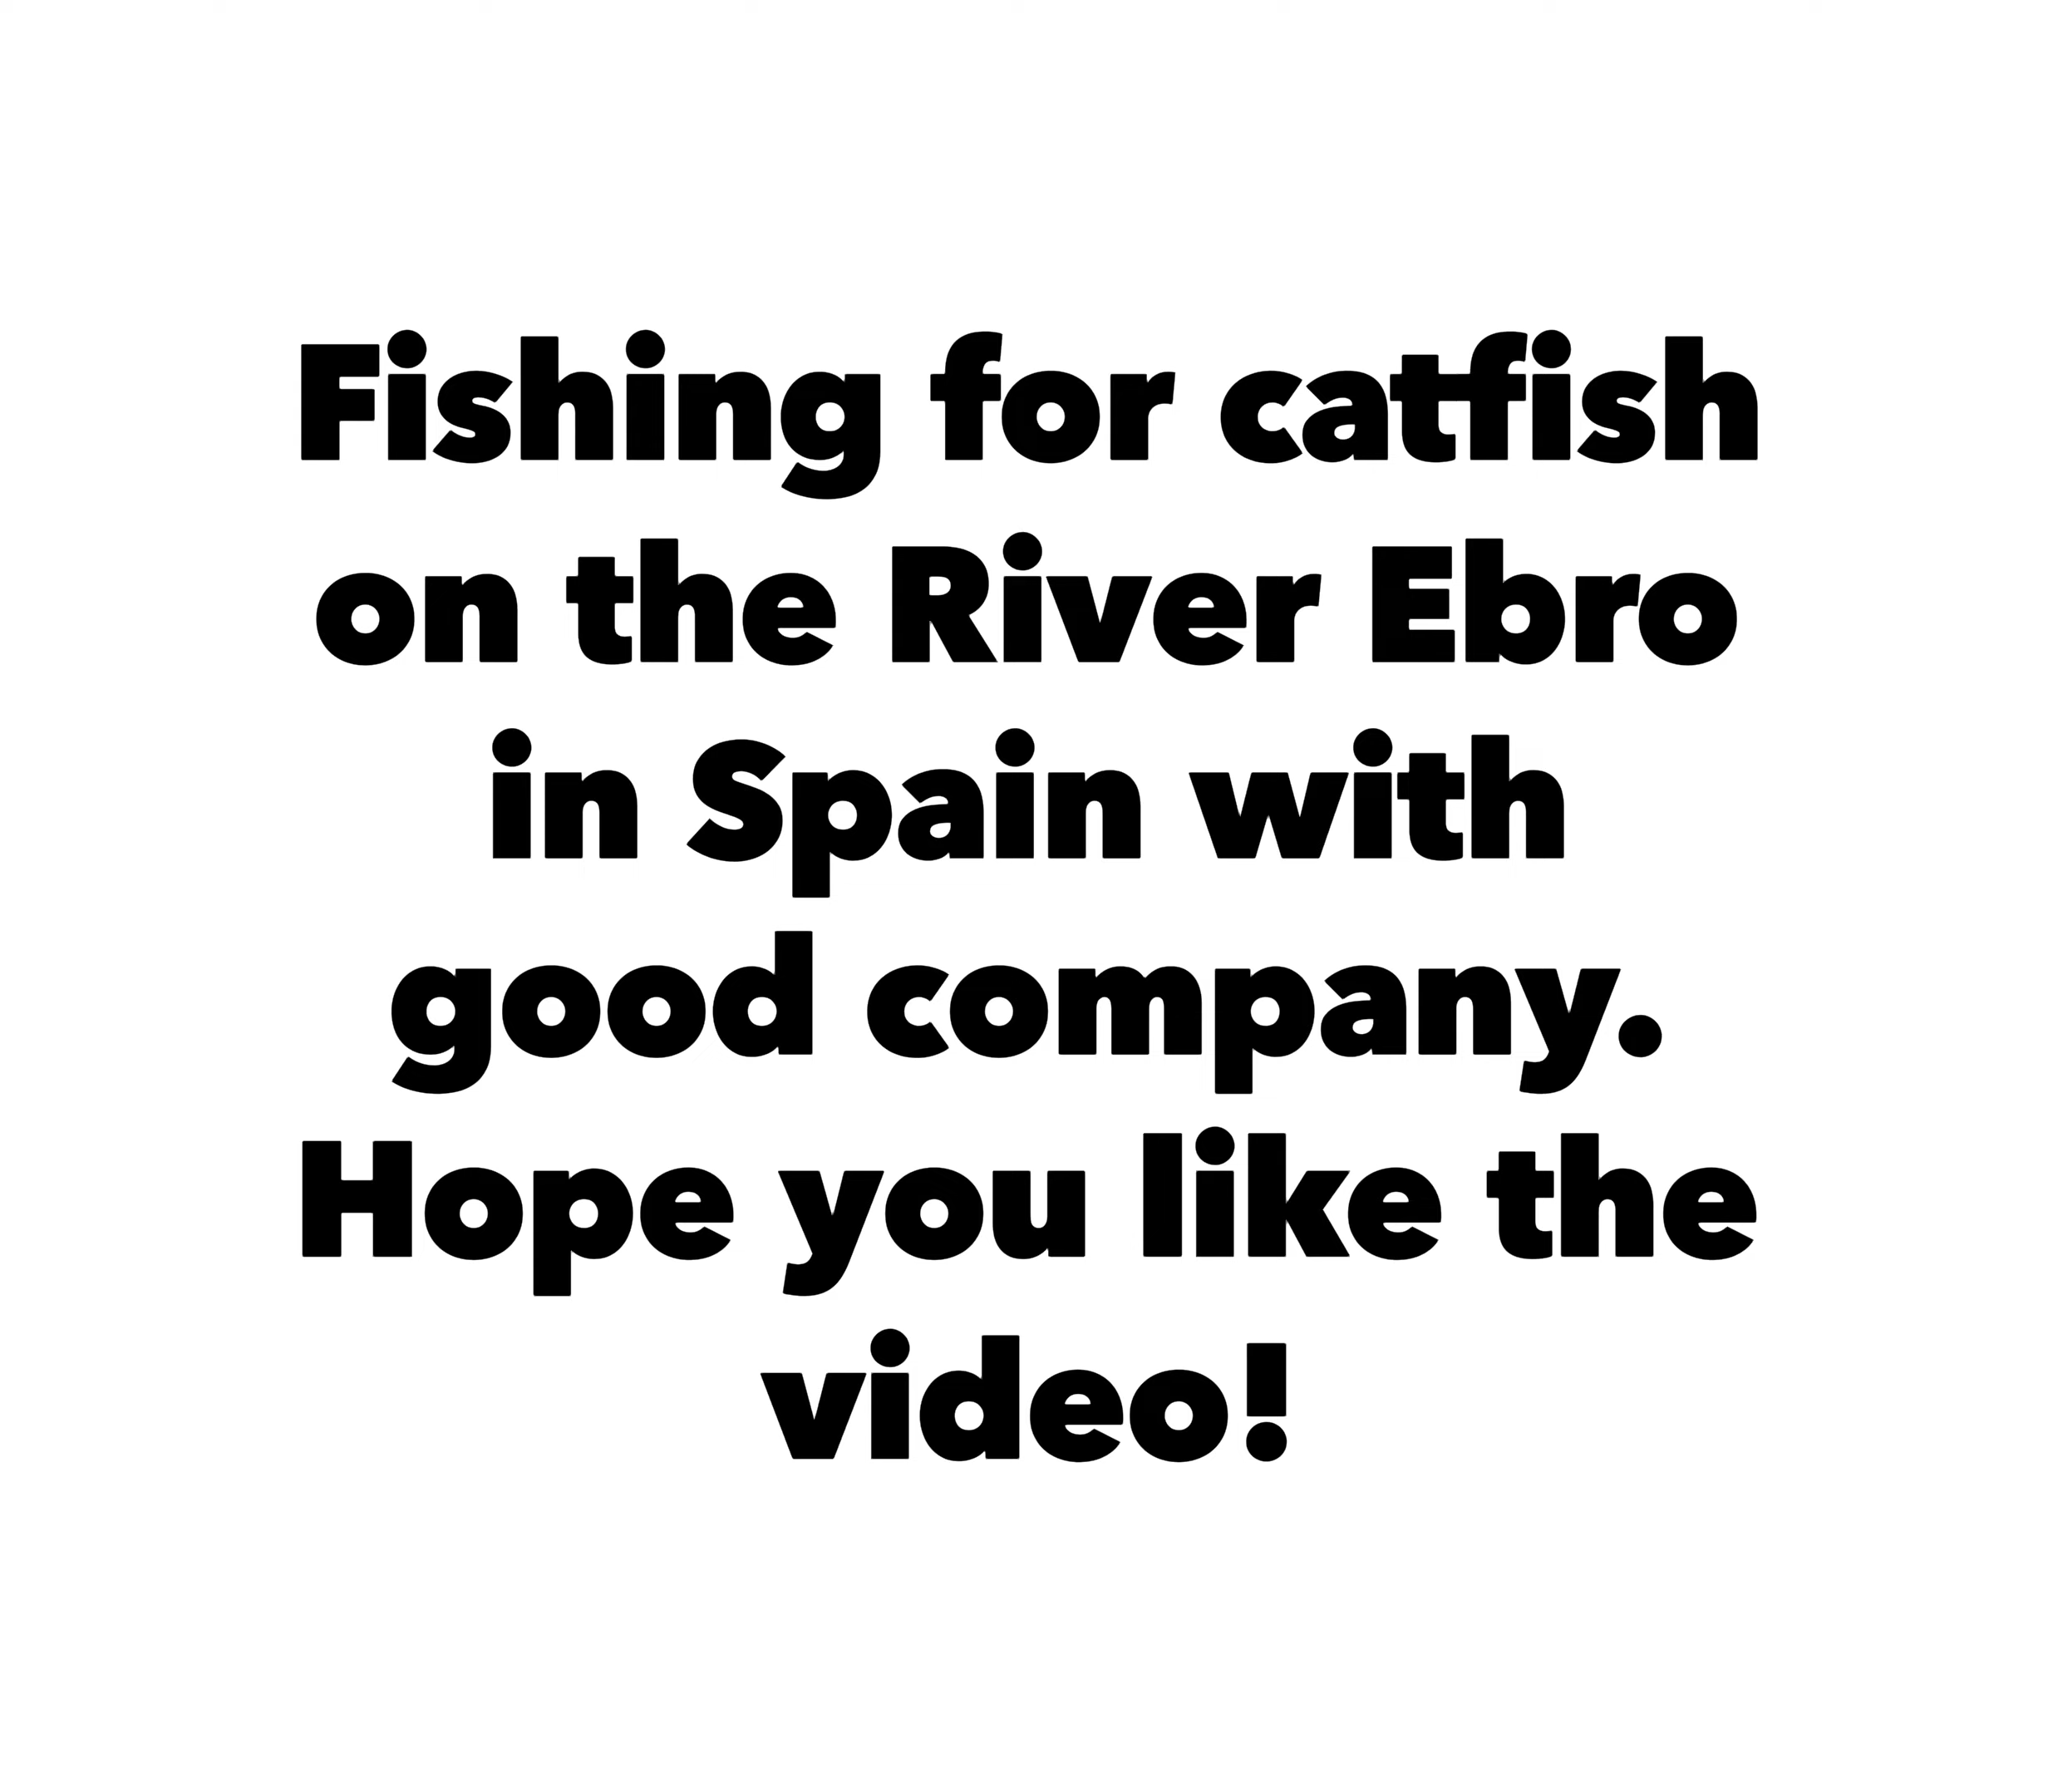 Fishing for catfish
on the River Ebro
in Spain with
good company.
Hope you like the
video!